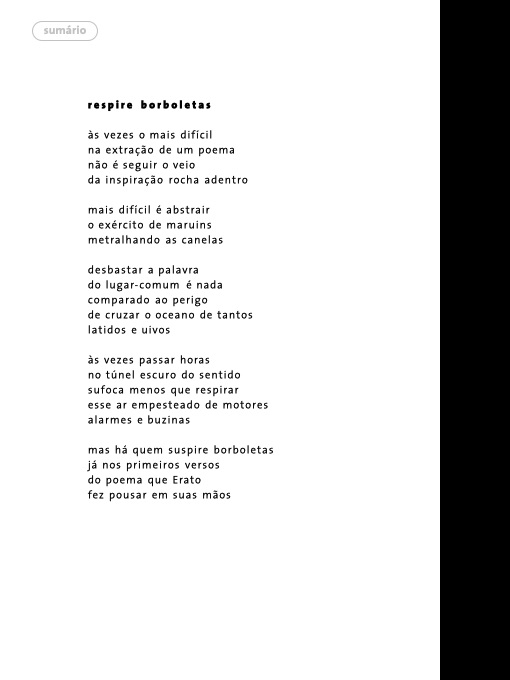 sumário
respire borboletas
às vezes o mais difícil
na extração de um poema
não é seguir o veio
da inspiração rocha adentro
mais difícil é abstrair
o exército de maruins
metralhando as canelas
desbastar a palavra
do lugar-comum é nada
comparado ao perigo
de cruzar o oceano de tantos
latidos e uivos
às vezes passar horas
no túnel escuro do sentido
sufoca menos que respirar
esse ar empesteado de motores
alarmes e buzinas
mas há quem suspire borboletas
já nos primeiros versos
do poema que Erato
fez pousar em suas mãos